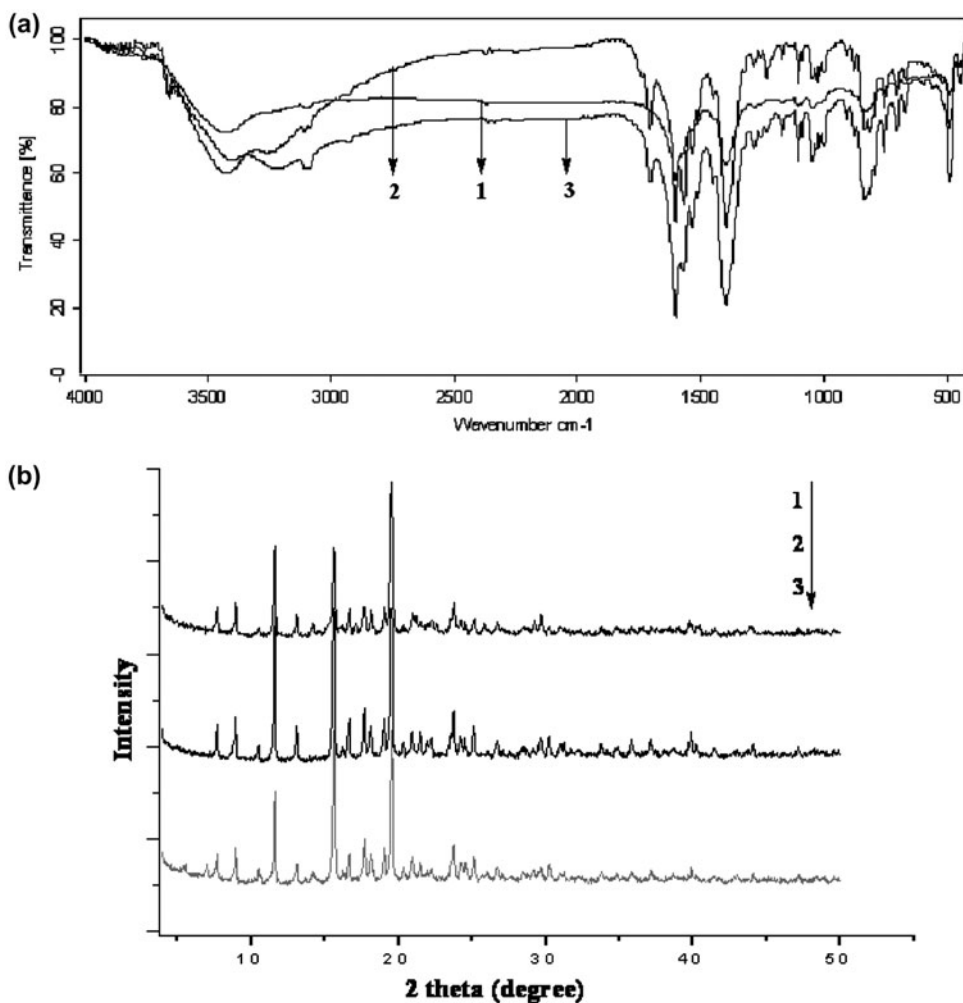 (a)
100
80
60
40
20
-0
Transmittance [%]
2 1 3
4000 3500 3000 2500 2000 1500 1000 500
Wavenumber cm-1
(b)
1
2
3
Intensity
10 20 30 40 50
2 theta (degree)